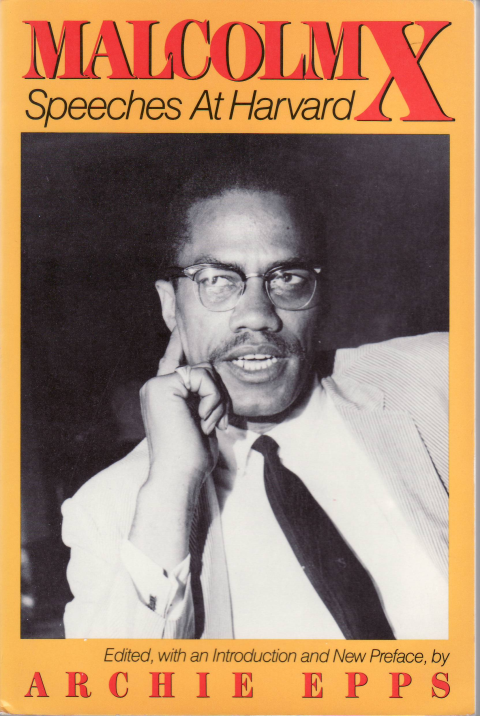 MALCOLM X
Speeches At Harvard
Edited, with an Introduction and New Preface, by
ARCHIE EPPS